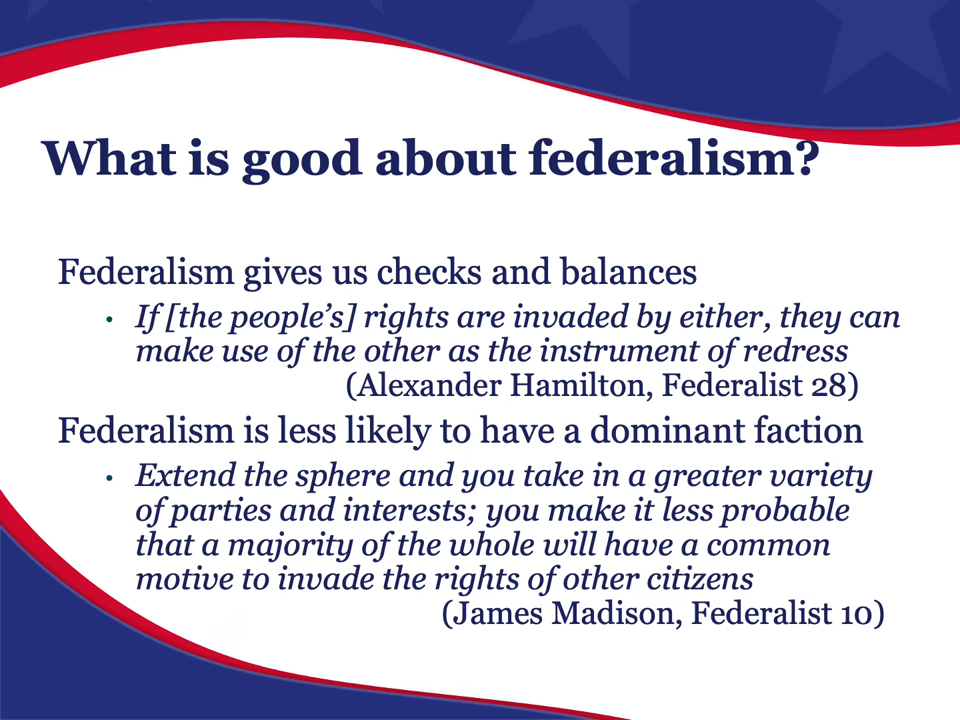 What is good about federalism?
Federalism gives us checks and balances
• If [the people’s] rights are invaded by either, they can
make use of the other as the instrument of redress
(Alexander Hamilton, Federalist 28)
Federalism is less likely to have a dominant faction
• Extend the sphere and you take in a greater variety
of parties and interests; you make it less probable
that a majority of the whole will have a common
motive to invade the rights of other citizens
(James Madison, Federalist 10)